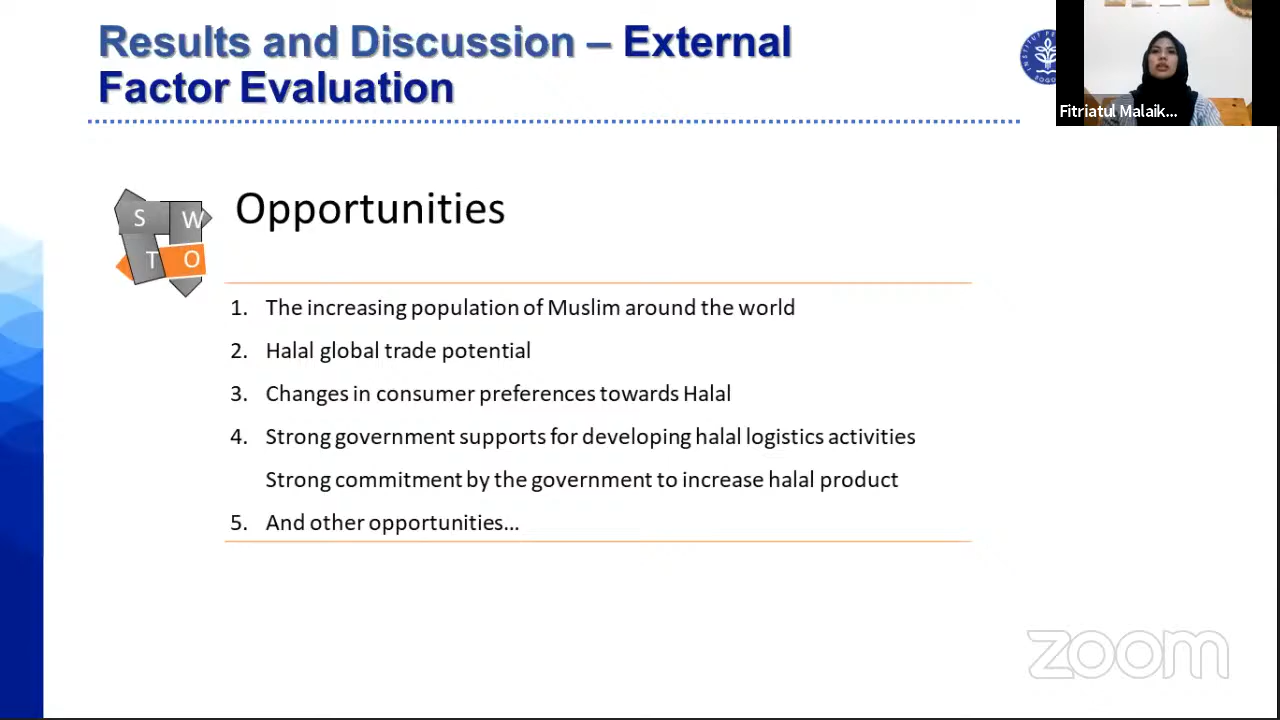 Results and Discussion – External
Factor Evaluation
Fitriatul Malaik...
S
W
T
O
Opportunities
1. The increasing population of Muslim around the world
2. Halal global trade potential
3. Changes in consumer preferences towards Halal
4. Strong government supports for developing halal logistics activities
Strong commitment by the government to increase halal product
5. And other opportunities...
zoom